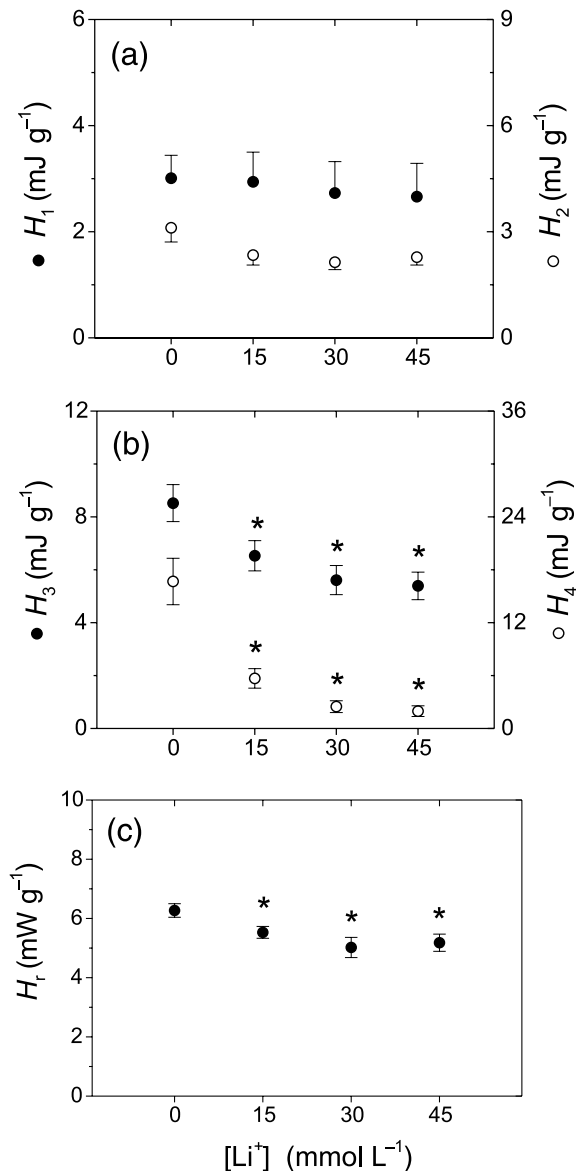 (a)
6
4
2
0
● H₁ (mJ g⁻¹)
9
6
3
0
○ H₂ (mJ g⁻¹)
0 15 30 45
(b)
12
8
4
0
● H₃ (mJ g⁻¹)
36
24
12
0
○ H₄ (mJ g⁻¹)
* * *
* * *
0 15 30 45
(c)
10
8
6
4
2
0
Hᵣ (mW g⁻¹)
* * *
0 15 30 45
[Li⁺] (mmol L⁻¹)